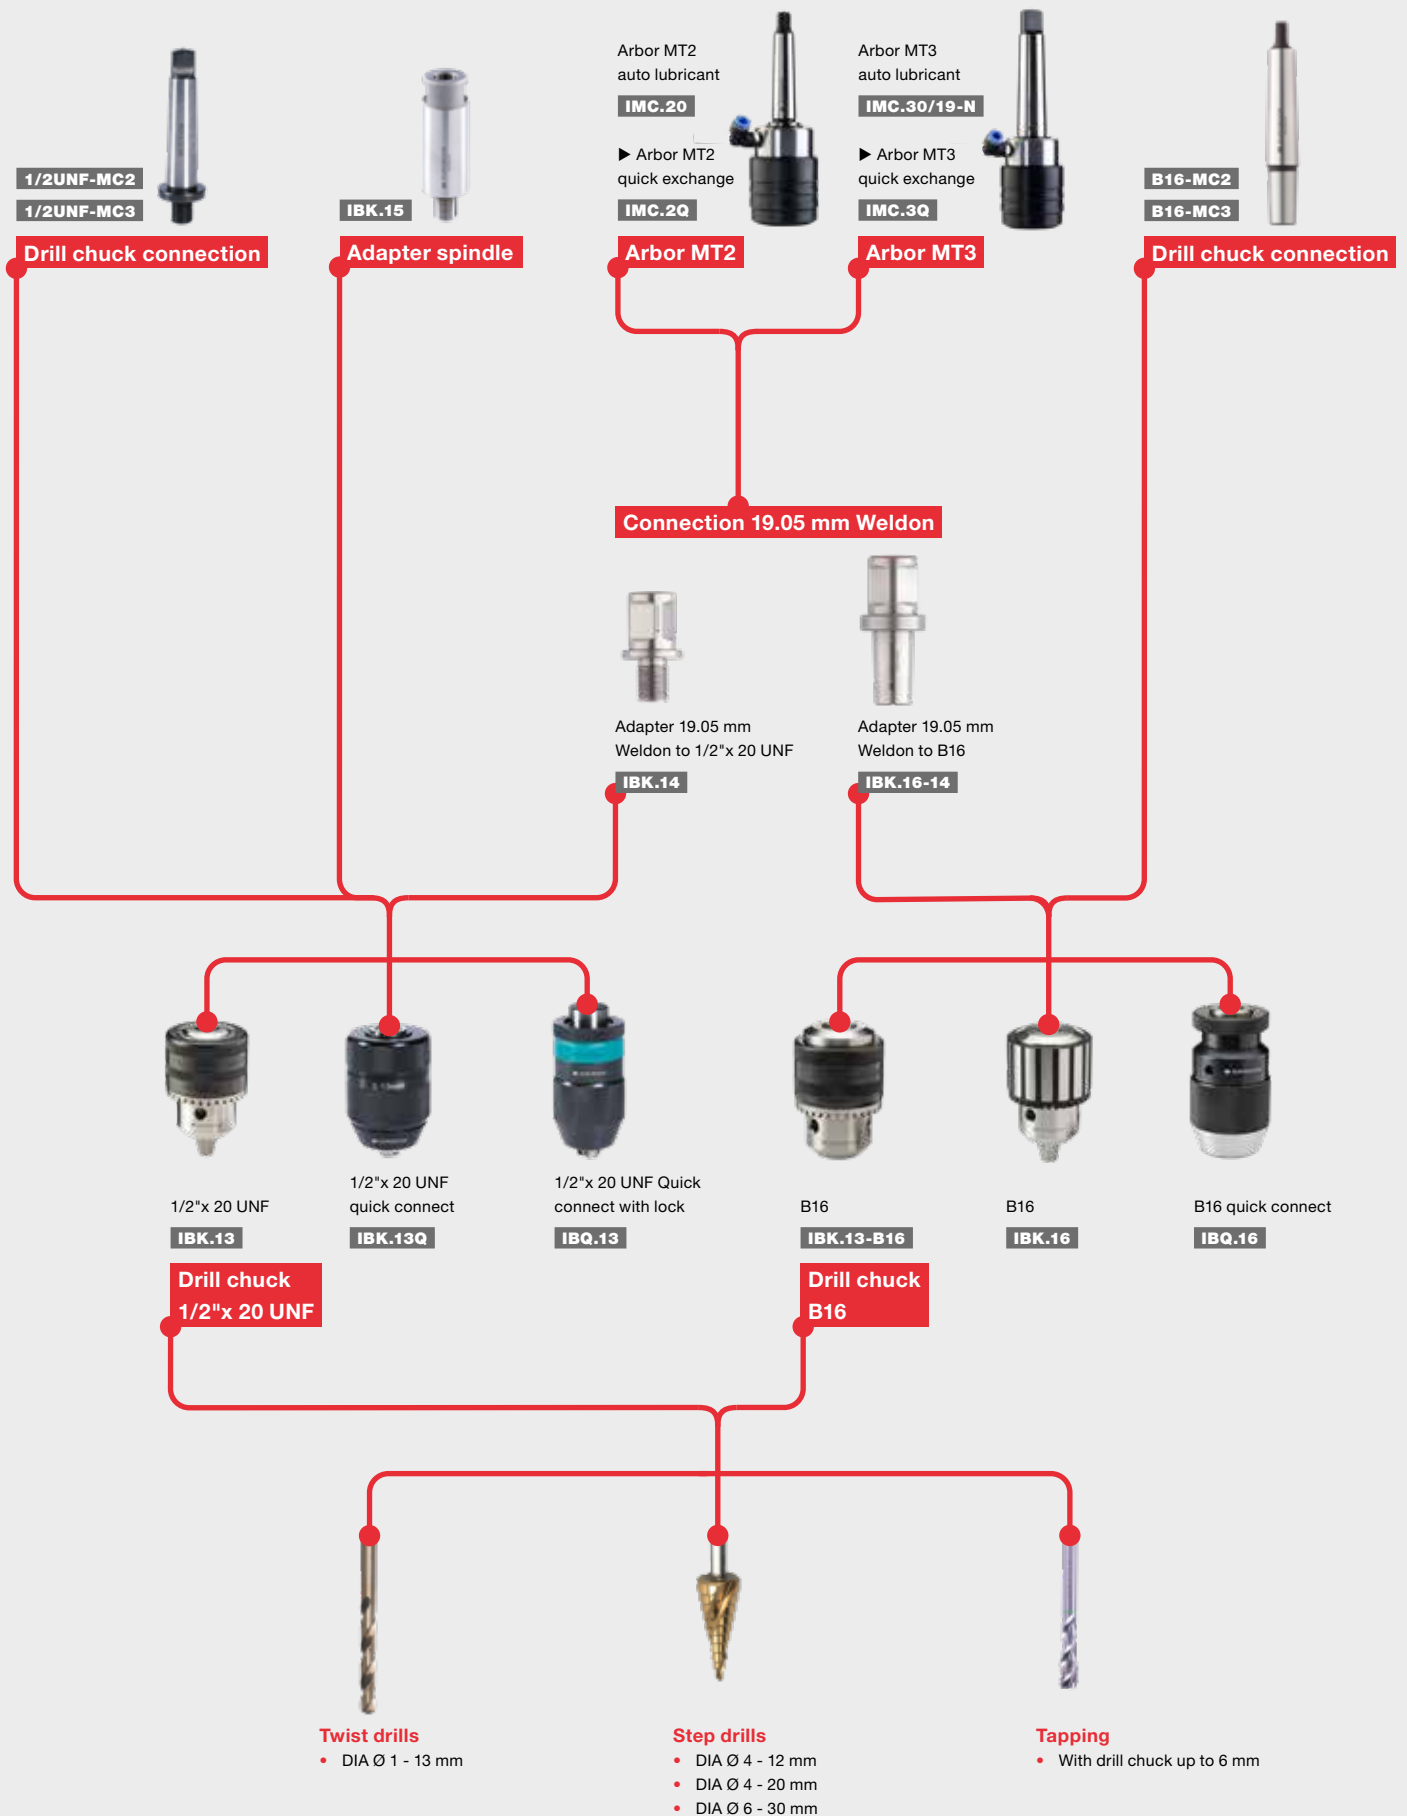 1/2UNF-MC2
1/2UNF-MC3
Drill chuck connection
IBK.15
Adapter spindle
Arbor MT2
auto lubricant
IMC.20
▶ Arbor MT2
quick exchange
IMC.2Q
Arbor MT2
Arbor MT3
auto lubricant
IMC.30/19-N
▶ Arbor MT3
quick exchange
IMC.3Q
Arbor MT3
B16-MC2
B16-MC3
Drill chuck connection
Connection 19.05 mm Weldon
Adapter 19.05 mm
Weldon to 1/2"x 20 UNF
IBK.14
Adapter 19.05 mm
Weldon to B16
IBK.16-14
1/2"x 20 UNF
IBK.13
1/2"x 20 UNF
quick connect
IBK.13Q
1/2"x 20 UNF Quick
connect with lock
IBQ.13
B16
IBK.13-B16
B16
IBK.16
B16 quick connect
IBQ.16
Drill chuck
1/2"x 20 UNF
Drill chuck
B16
Twist drills
• DIA Ø 1 - 13 mm
Step drills
• DIA Ø 4 - 12 mm
• DIA Ø 4 - 20 mm
• DIA Ø 6 - 30 mm
Tapping
• With drill chuck up to 6 mm